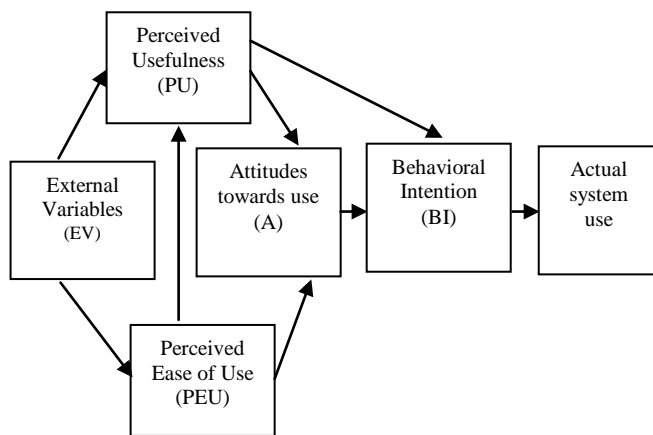 Perceived
Usefulness
(PU)
External
Variables
(EV)
Attitudes
towards use
(A)
Behavioral
Intention
(BI)
Actual
system
use
Perceived
Ease of Use
(PEU)